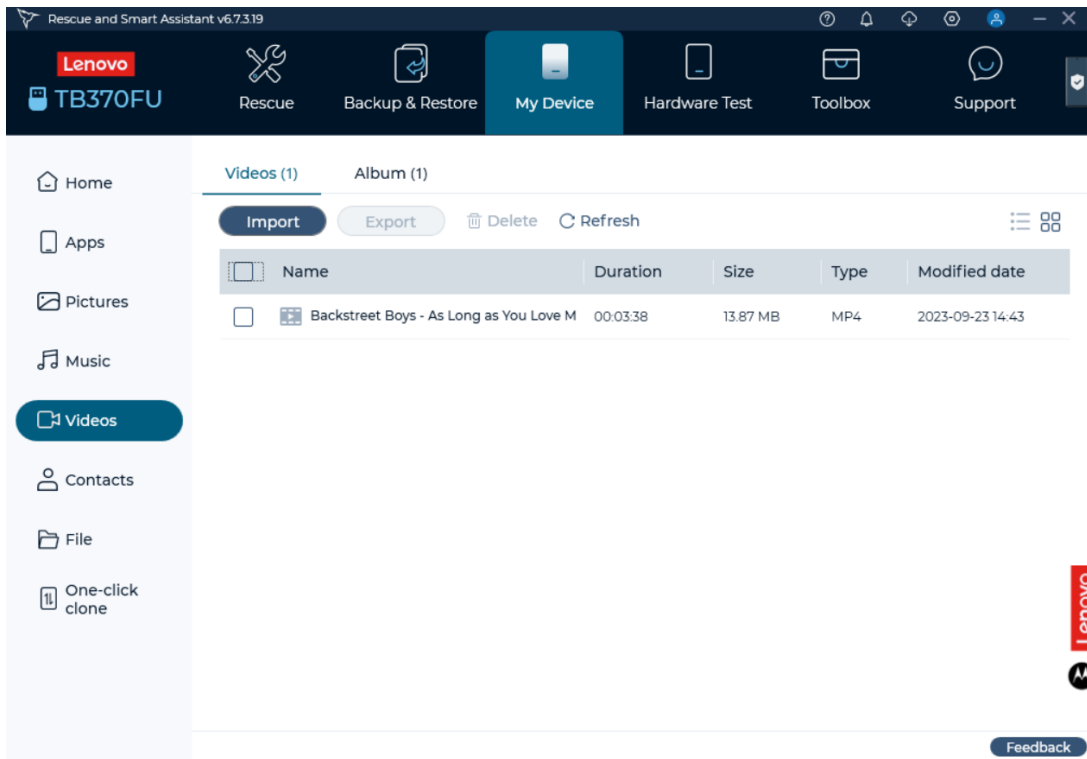 Rescue and Smart Assistant v6.7.3.19
Lenovo
TB370FU
Rescue
Backup & Restore
My Device
Hardware Test
Toolbox
Support
Home
Apps
Pictures
Music
Videos
Contacts
File
One-click
clone
Videos (1)
Album (1)
Import
Export
Delete
Refresh
Name
Duration
Size
Type
Modified date
Backstreet Boys - As Long as You Love M
00:03:38
13.87 MB
MP4
2023-09-23 14:43
Lenovo
Feedback